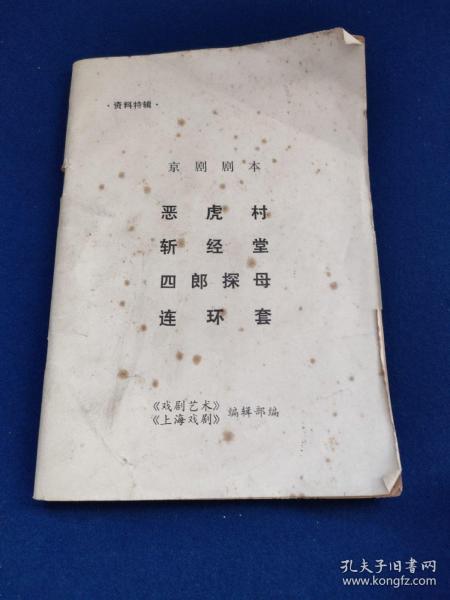 ·资料特辑·
京剧剧本
恶虎村
斩经堂
四郎探母
连环套
《戏剧艺术》
《上海戏剧》 编辑部编
孔夫子旧书网
www.kongfz.com